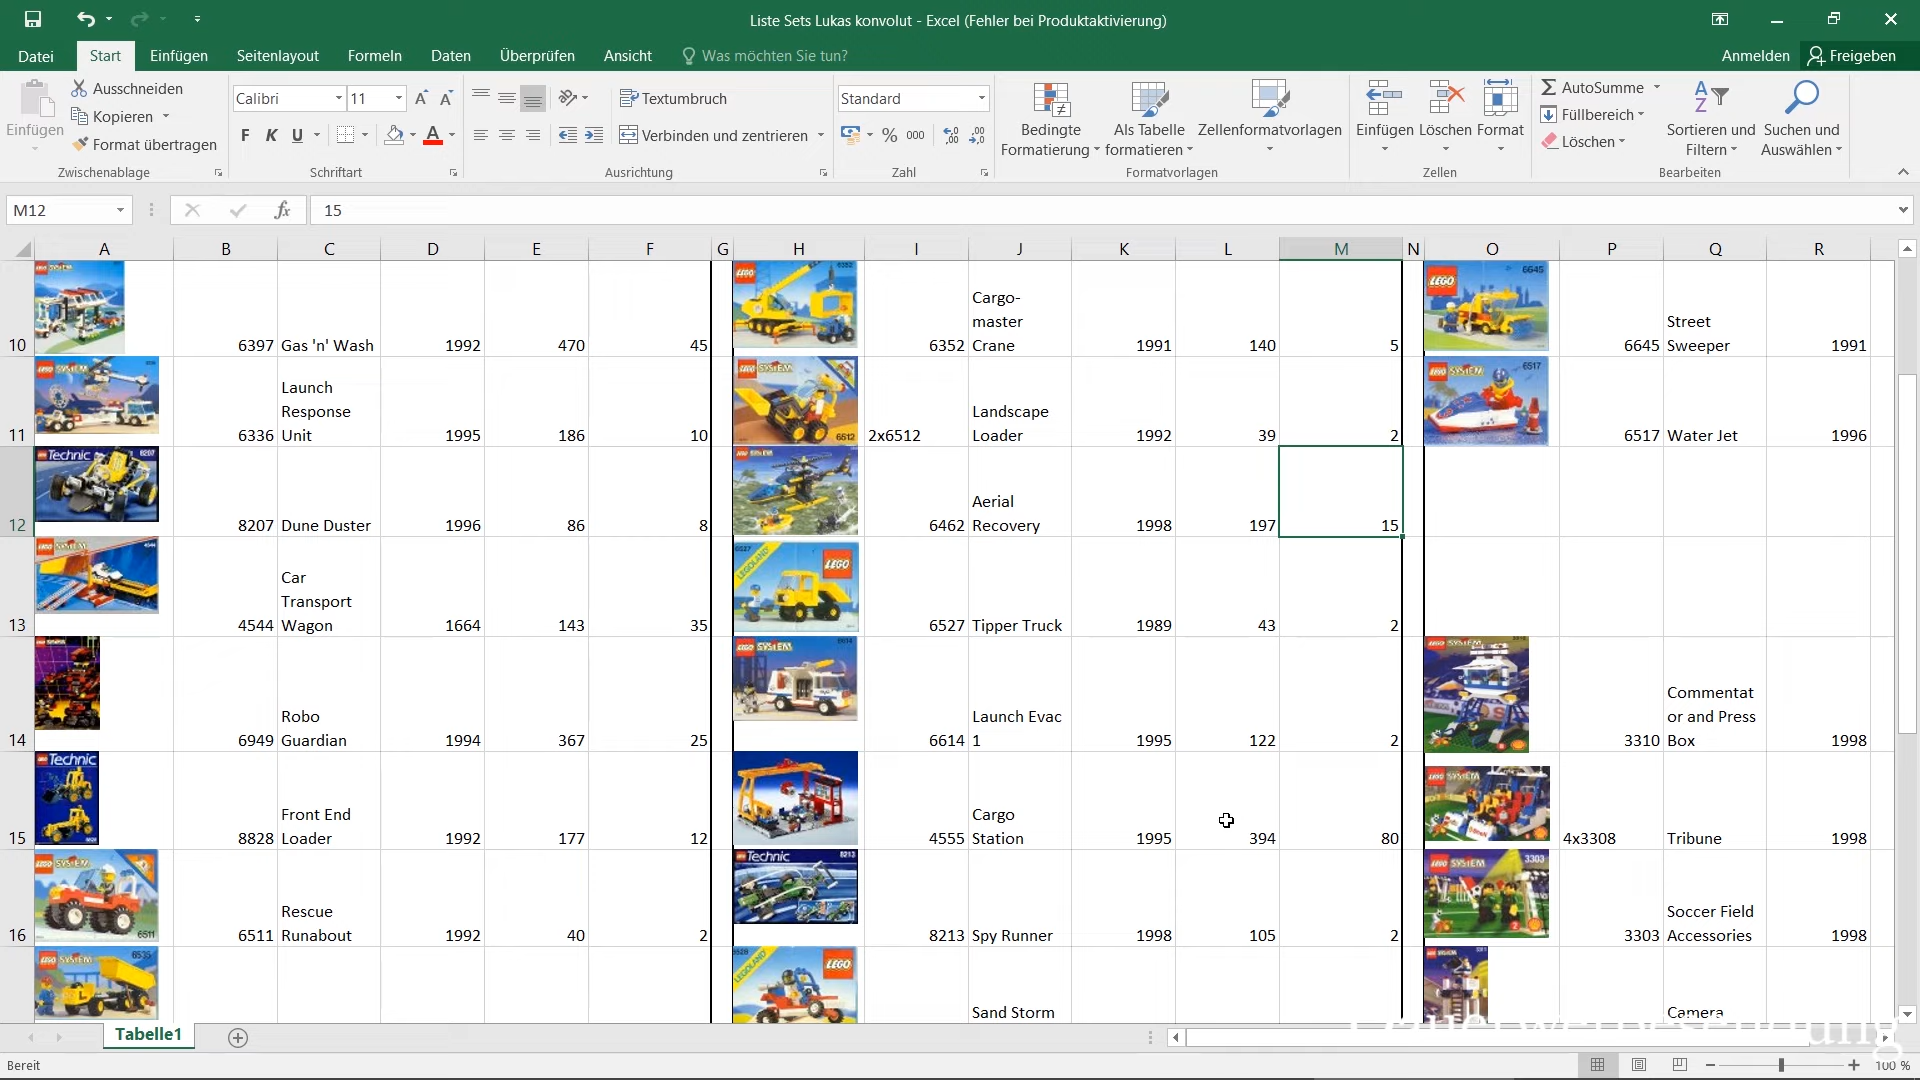 Liste Sets Lukas konvolut - Excel (Fehler bei Produktaktivierung)
Datei Start Einfügen Seitenlayout Formeln Daten Überprüfen Ansicht Was möchten Sie tun? Anmelden Freigeben
Einfügen
Ausschneiden
Kopieren
Format übertragen
Zwischenablage
Calibri 11
F K U
Schriftart
Textumbruch
Verbinden und zentrieren
Ausrichtung
Standard
% 000
Zahl
Bedingte
Formatierung
Als Tabelle
formatieren
Zellenformatvorlagen
Formatvorlagen
Einfügen Löschen Format
Zellen
AutoSumme
Füllbereich
Löschen
Sortieren und
Filtern
Suchen und
Auswählen
Bearbeiten
M12 fx 15
A B C D E F G H I J K L M N O P Q R
10 6397 Gas 'n' Wash 1992 470 45
6352 Cargo-
master
Crane 1991 140 5
6645 Street
Sweeper 1991
11 6336 Launch
Response
Unit 1995 186 10
2x6512 Landscape
Loader 1992 39 2
6517 Water Jet 1996
12 8207 Dune Duster 1996 86 8
6462 Aerial
Recovery 1998 197 15
13 4544 Car
Transport
Wagon 1664 143 35
6527 Tipper Truck 1989 43 2
14 6949 Robo
Guardian 1994 367 25
6614 Launch Evac
1 1995 122 2
3310 Commentat
or and Press
Box 1998
15 8828 Front End
Loader 1992 177 12
4555 Cargo
Station 1995 394 80
4x3308 Tribune 1998
16 6511 Rescue
Runabout 1992 40 2
8213 Spy Runner 1998 105 2
3303 Soccer Field
Accessories 1998
Sand Storm
Camera
Tabelle1
Bereit
100 %